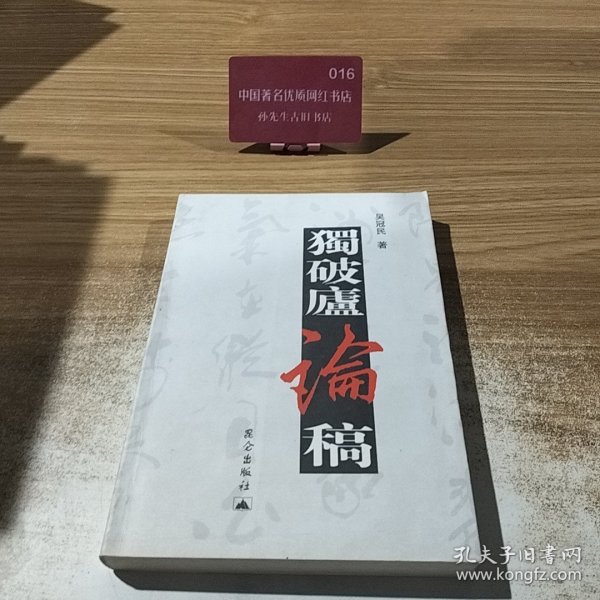 016
中国著名优质网红书店
孙先生古旧书店
吴冠民 著
獨破廬論稿
昆仑出版社
孔夫子旧書网
www.kongfz.com